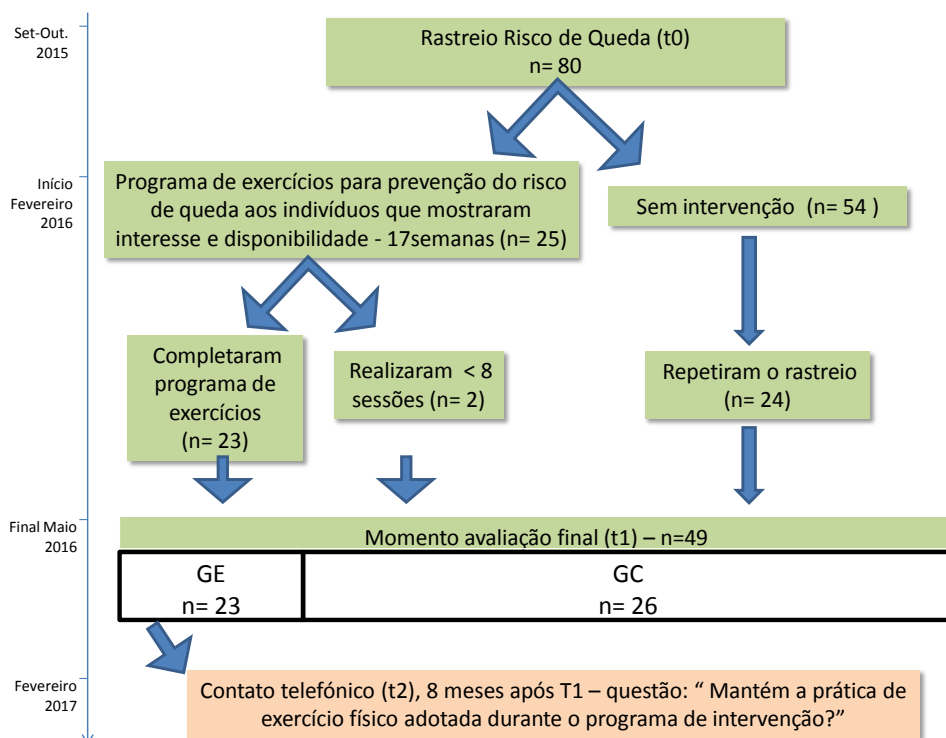 Set-Out.
2015
Rastreio Risco de Queda (t0)
n= 80
Início
Fevereiro
2016
Programa de exercícios para prevenção do risco
de queda aos indivíduos que mostraram
interesse e disponibilidade - 17semanas (n= 25)
Sem intervenção (n= 54 )
Completaram
programa de
exercícios
(n= 23)
Realizaram < 8
sessões (n= 2)
Repetiram o rastreio
(n= 24)
Final Maio
2016
Momento avaliação final (t1) – n=49
GE
n= 23
GC
n= 26
Fevereiro
2017
Contato telefónico (t2), 8 meses após T1 – questão: “ Mantém a prática de
exercício físico adotada durante o programa de intervenção?”